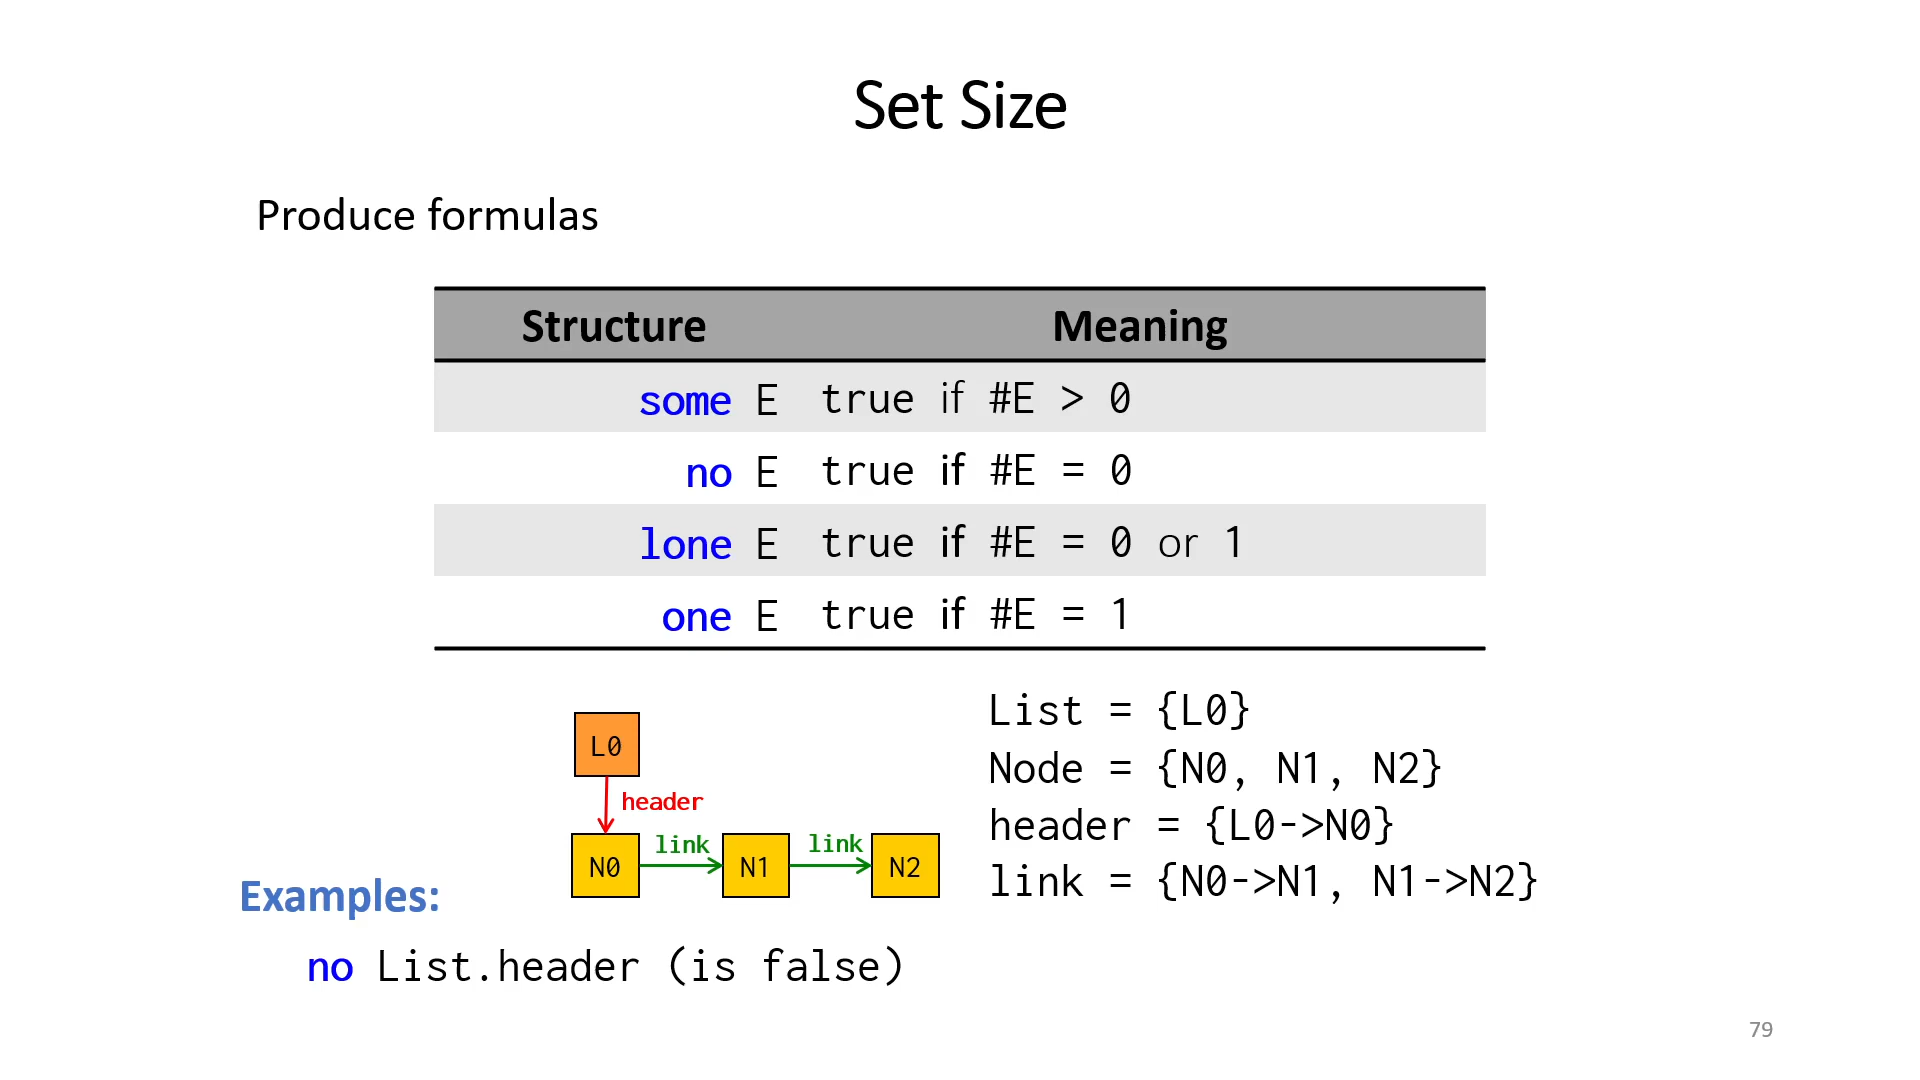 Set Size
Produce formulas
Structure Meaning
some E true if #E > 0
no E true if #E = 0
lone E true if #E = 0 or 1
one E true if #E = 1
L0
header
N0 link N1 link N2
List = {L0}
Node = {N0, N1, N2}
header = {L0->N0}
link = {N0->N1, N1->N2}
Examples:
no List.header (is false)
79